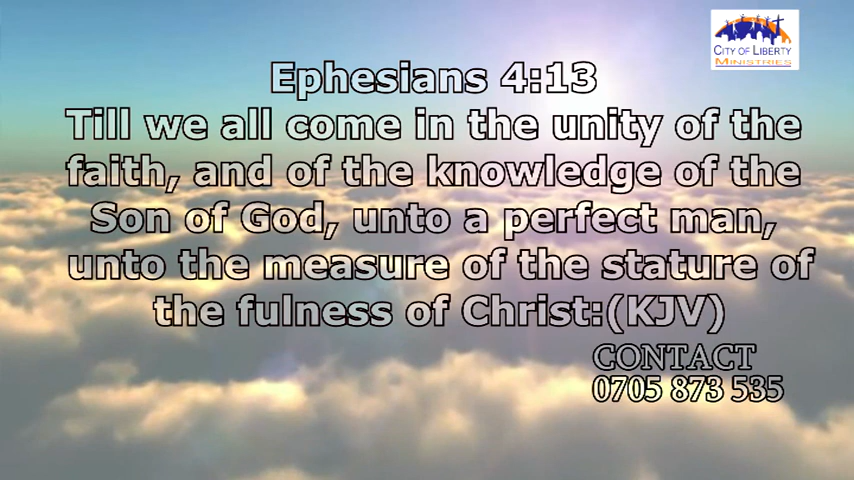 CITY OF LIBERTY
MINISTRIES
Ephesians 4:13
Till we all come in the unity of the
faith, and of the knowledge of the
Son of God, unto a perfect man,
unto the measure of the stature of
the fulness of Christ:(KJV)
CONTACT
0705 873 535